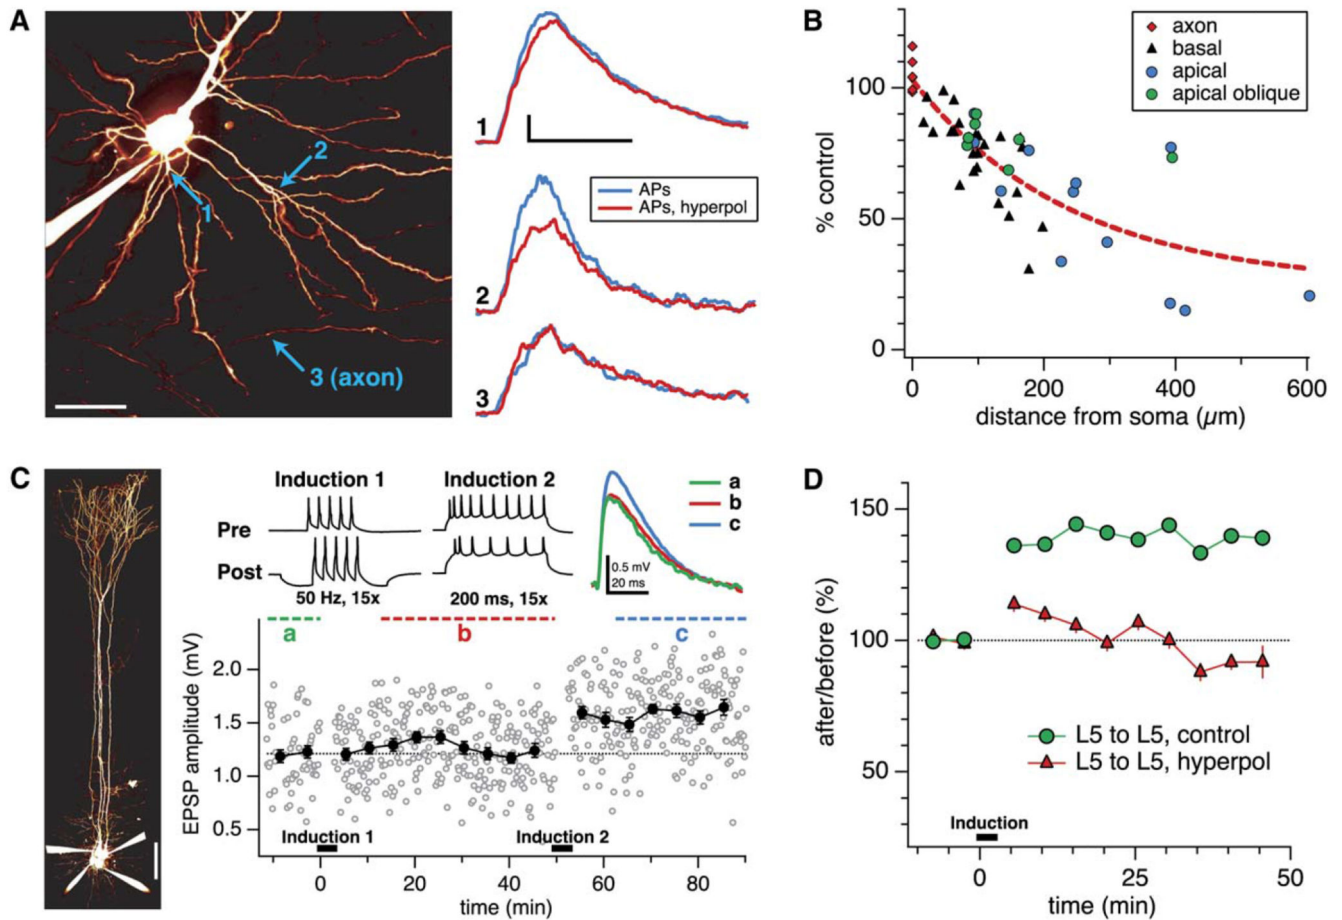 A
1
2
3 (axon)
1
2
3
APs
APs, hyperpol
B
axon
basal
apical
apical oblique
% control
100
50
0
0
200
400
600
distance from soma (µm)
C
Induction 1
Induction 2
Pre
Post
50 Hz, 15x
200 ms, 15x
a
b
c
0.5 mV
20 ms
a
b
c
EPSP amplitude (mV)
2.0
1.5
1.0
0.5
Induction 1
Induction 2
0
20
40
60
80
time (min)
D
after/before (%)
150
100
50
L5 to L5, control
L5 to L5, hyperpol
Induction
0
25
50
time (min)